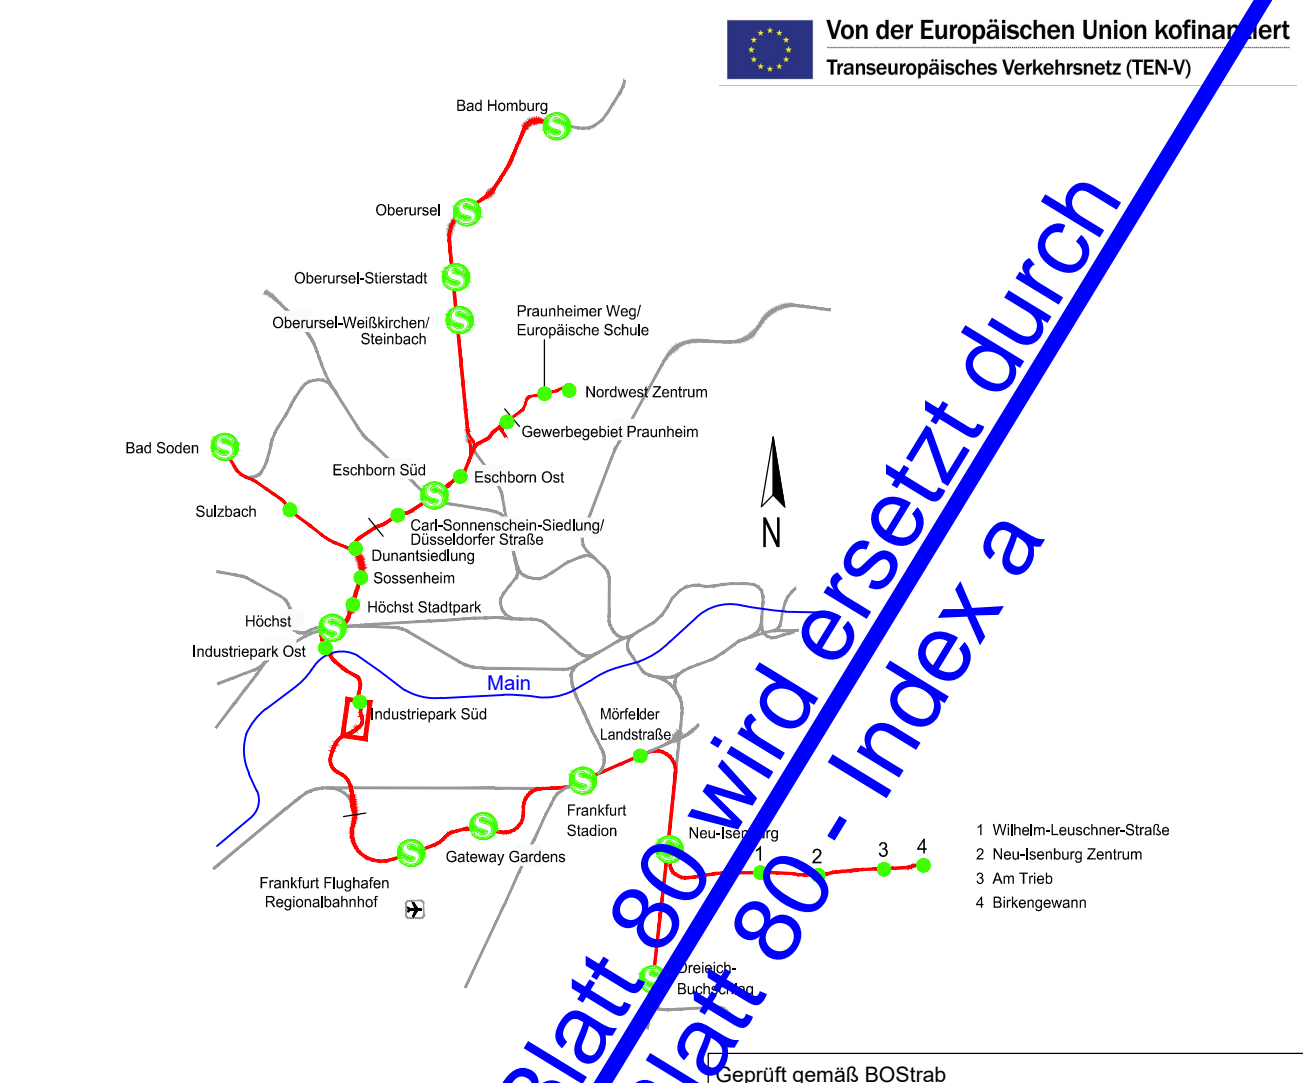 Von der Europäischen Union kofinanziert
Transeuropäisches Verkehrsnetz (TEN-V)
Bad Homburg
Oberursel
Oberursel-Stierstadt
Oberursel-Weißkirchen/
Steinbach
Praunheimer Weg/
Europäische Schule
Nordwest Zentrum
Gewerbegebiet Praunheim
Bad Soden
Eschborn Süd
Eschborn Ost
Sulzbach
Carl-Sonnenschein-Siedlung/
Düsseldorfer Straße
Dunantsiedlung
Sossenheim
Höchst Stadtpark
Höchst
Industriepark Ost
N
Main
Industriepark Süd
Mörfelder
Landstraße
Frankfurt
Stadion
Neu-Isenburg
Gateway Gardens
Frankfurt Flughafen
Regionalbahnhof
1
2
3
4
1 Wilhelm-Leuschner-Straße
2 Neu-Isenburg Zentrum
3 Am Trieb
4 Birkengewann
Dreieich-
Buchschlag
Blatt 80 wird ersetzt durch
Blatt 80 - Index a
Geprüft gemäß BOStrab
S
S
S
S
S
S
S
S
S
S
S
S